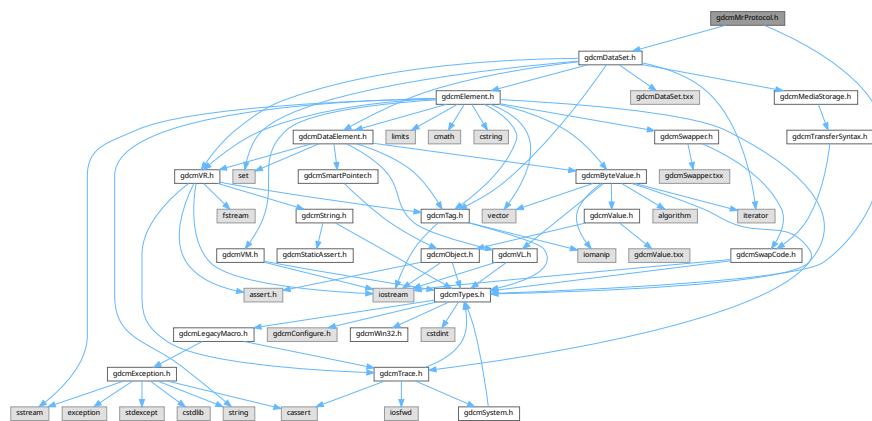 gdcmMrProtocol.h
gdcmDataSet.h
gdcmElement.h
gdcmDataSet.txx
gdcmMediaStorage.h
gdcmDataElement.h
limits
cmath
cstring
gdcmSwapper.h
gdcmTransferSyntax.h
gdcmVR.h
set
gdcmSmartPointer.h
gdcmByteValue.h
gdcmSwapper.txx
fstream
gdcmString.h
gdcmTag.h
vector
gdcmValue.h
algorithm
iterator
gdcmVM.h
gdcmStaticAssert.h
gdcmObject.h
gdcmVL.h
iomanip
gdcmValue.txx
gdcmSwapCode.h
assert.h
iostream
gdcmTypes.h
gdcmLegacyMacro.h
gdcmConfigure.h
gdcmWin32.h
cstdint
gdcmException.h
gdcmTrace.h
sstream
exception
stdexcept
cstdlib
string
cassert
iosfwd
gdcmSystem.h